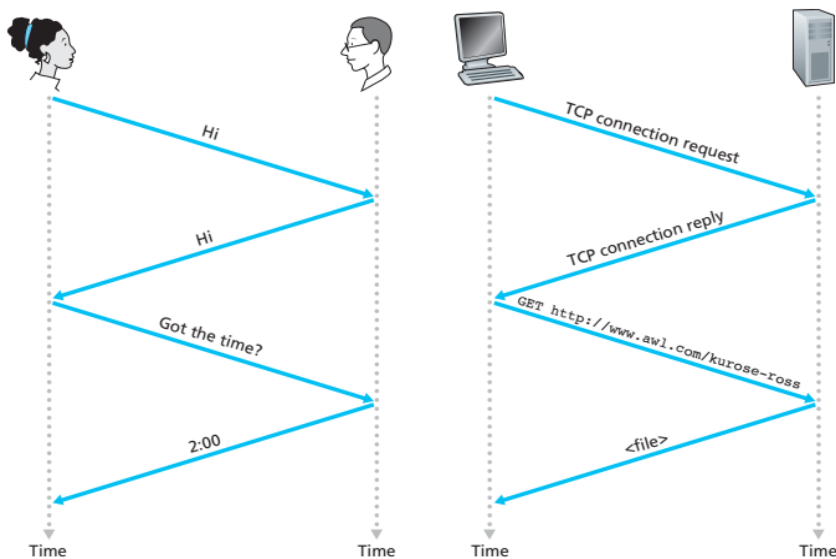 Hi
Hi
Got the time?
2:00
Time
Time
TCP connection request
TCP connection reply
GET http://www.awl.com/kurose-ross
<file>
Time
Time